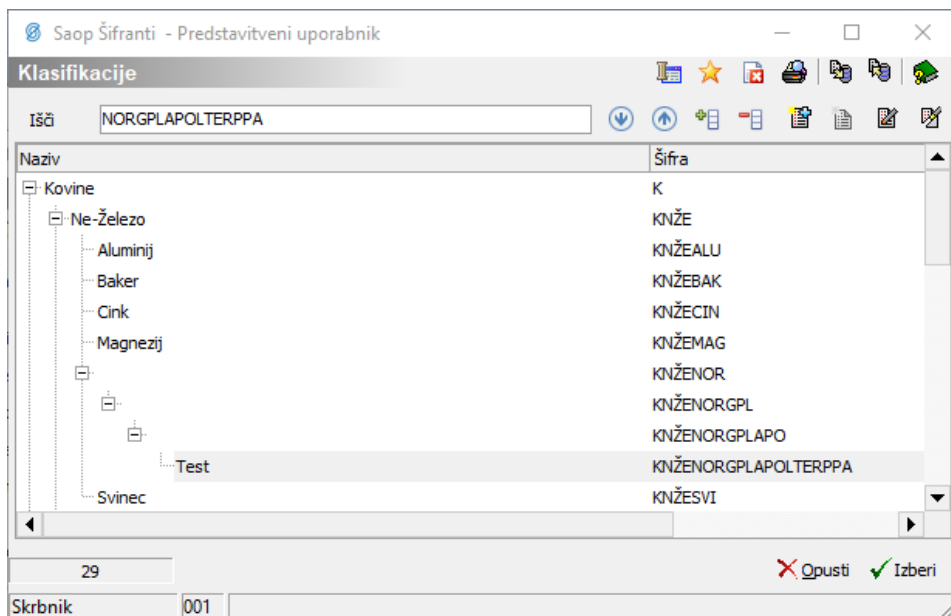 Saop Šifranti - Predstavitveni uporabnik
Klasifikacije
Išči NORGPLAPOLTERPPA
Naziv Šifra
Kovine K
Ne-Železo KNŽE
Aluminij KNŽEALU
Baker KNŽEBAK
Cink KNŽECIN
Magnezij KNŽEMAG
KNŽENOR
KNŽENORGPL
KNŽENORGPLAPO
Test KNŽENORGPLAPOLTERPPA
Svinec KNŽESVI
29 Opusti Izberi
Skrbnik 001